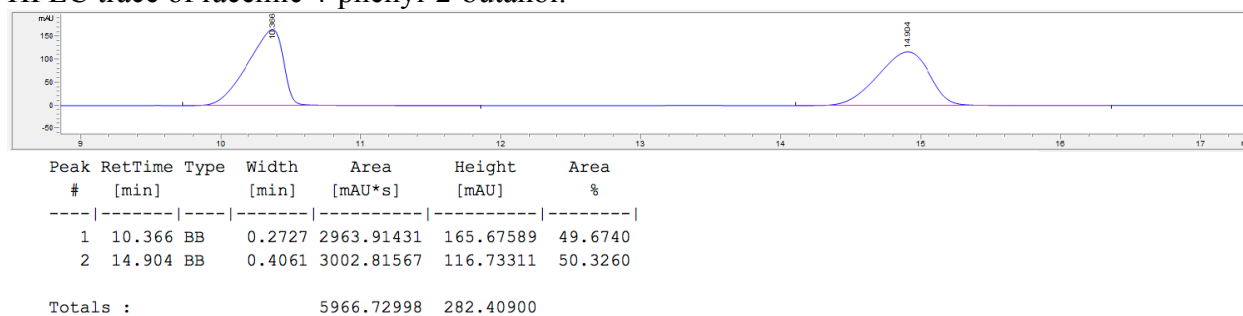 mAU
150
100
50
0
-50
10.366
14.904
9 10 11 12 13 14 15 16 17
Peak RetTime Type Width Area Height Area
# [min] [min] [mAU*s] [mAU] %
----|-------|----|-------|----------|----------|--------|
1 10.366 BB 0.2727 2963.91431 165.67589 49.6740
2 14.904 BB 0.4061 3002.81567 116.73311 50.3260
Totals : 5966.72998 282.40900